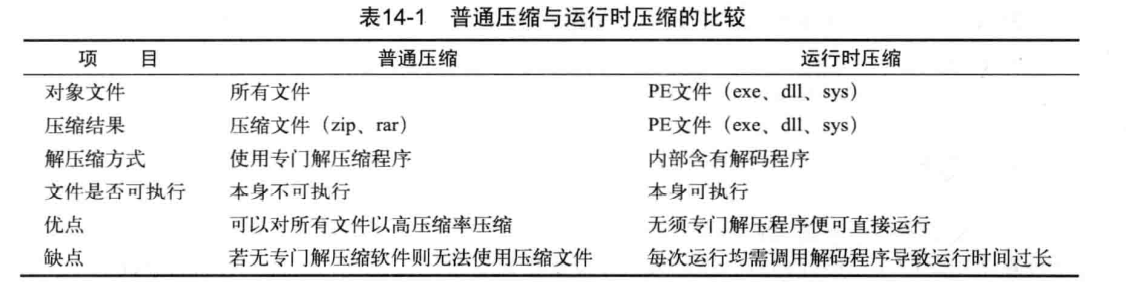 表14-1 普通压缩与运行时压缩的比较
项 目 普通压缩 运行时压缩
对象文件 所有文件 PE文件（exe、dll、sys）
压缩结果 压缩文件（zip、rar） PE文件（exe、dll、sys）
解压缩方式 使用专门解压缩程序 内部含有解码程序
文件是否可执行 本身不可执行 本身可执行
优点 可以对所有文件以高压缩率压缩 无须专门解压程序便可直接运行
缺点 若无专门解压缩软件则无法使用压缩文件 每次运行均需调用解码程序导致运行时间过长